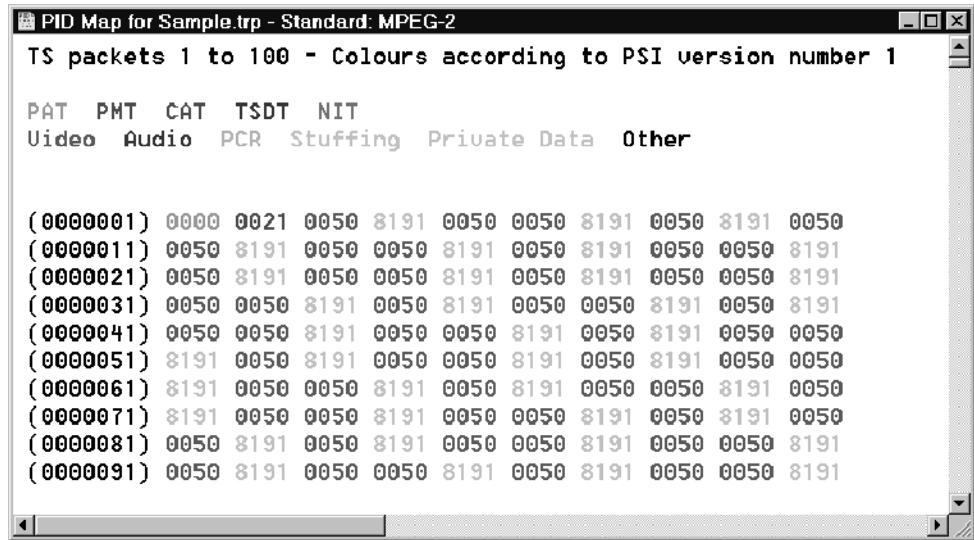 PID Map for Sample.trp - Standard: MPEG-2
TS packets 1 to 100 - Colours according to PSI version number 1
PAT PMT CAT TSDT NIT
Video Audio PCR Stuffing Private Data Other
(0000001) 0000 0021 0050 8191 0050 0050 8191 0050 8191 0050
(0000011) 0050 8191 0050 0050 8191 0050 8191 0050 0050 8191
(0000021) 0050 8191 0050 0050 8191 0050 8191 0050 0050 8191
(0000031) 0050 0050 8191 0050 8191 0050 0050 8191 0050 8191
(0000041) 0050 0050 8191 0050 0050 8191 0050 8191 0050 0050
(0000051) 8191 0050 8191 0050 0050 8191 0050 8191 0050 0050
(0000061) 8191 0050 0050 8191 0050 8191 0050 0050 8191 0050
(0000071) 8191 0050 0050 8191 0050 8191 0050 0050 8191 0050
(0000081) 0050 8191 0050 8191 0050 0050 8191 0050 0050 8191
(0000091) 0050 8191 0050 0050 8191 0050 8191 0050 0050 8191